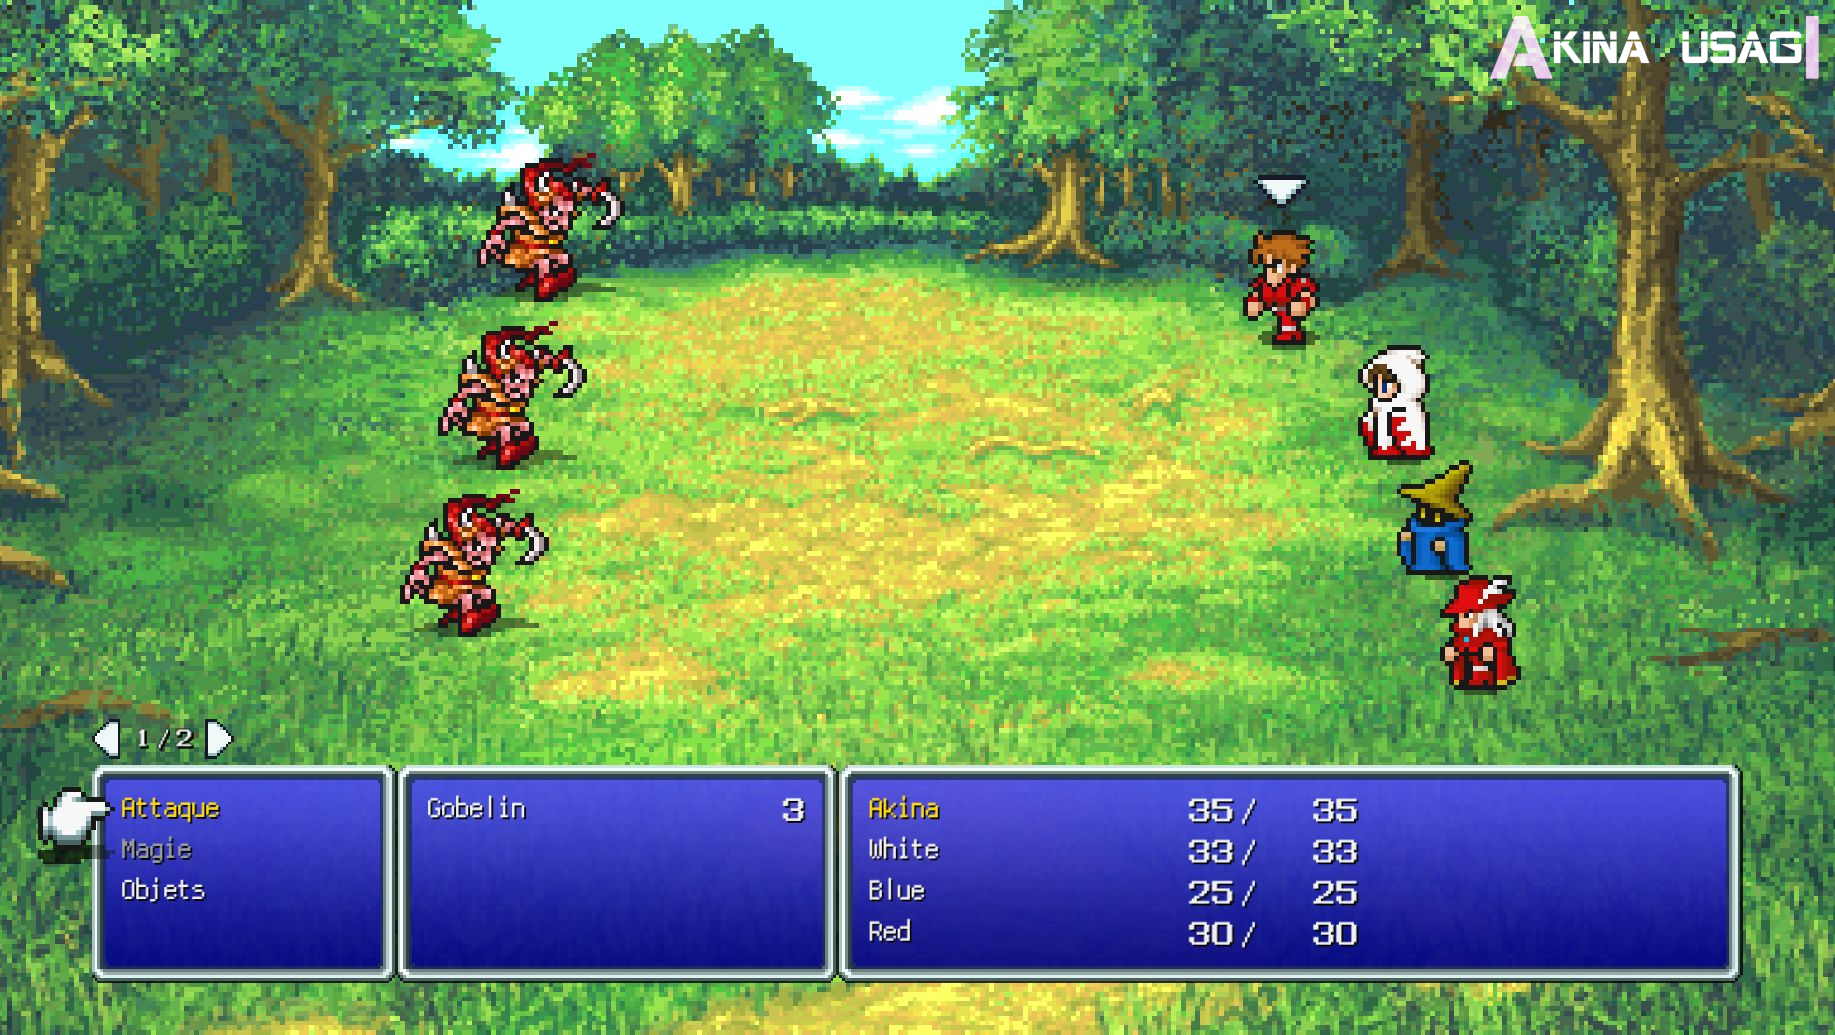 AKINA USAGI
1/2
Attaque
Magie
Objets
Gobelin 3
Akina 35/ 35
White 33/ 33
Blue 25/ 25
Red 30/ 30